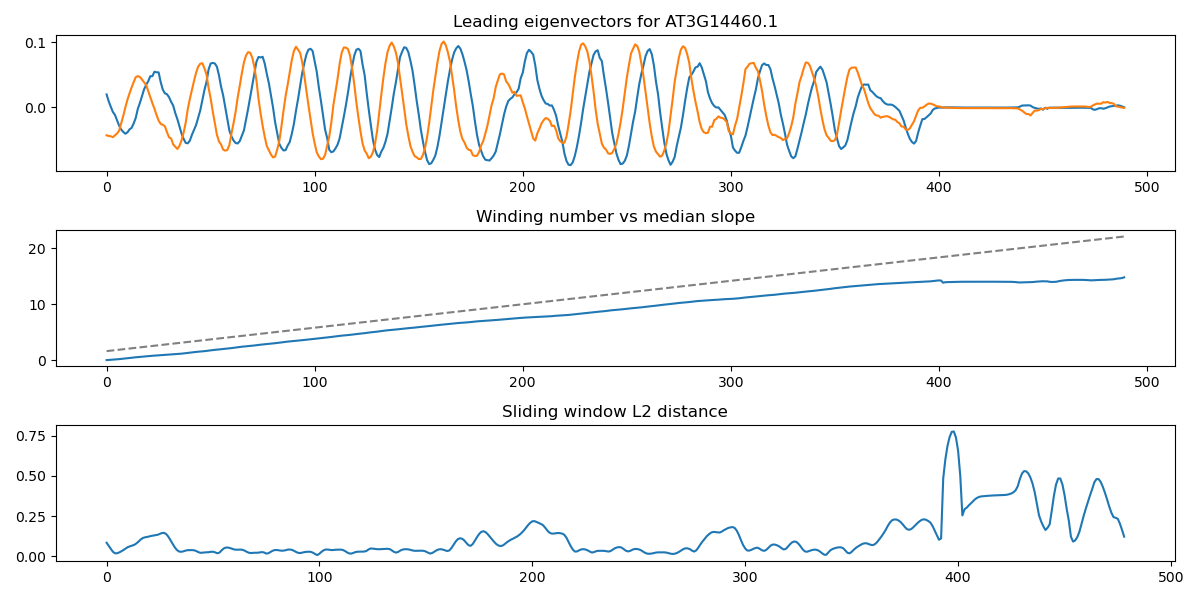 Leading eigenvectors for AT3G14460.1
0.1
0.0
0 100 200 300 400 500
Winding number vs median slope
20
10
0
0 100 200 300 400 500
Sliding window L2 distance
0.75
0.50
0.25
0.00
0 100 200 300 400 500